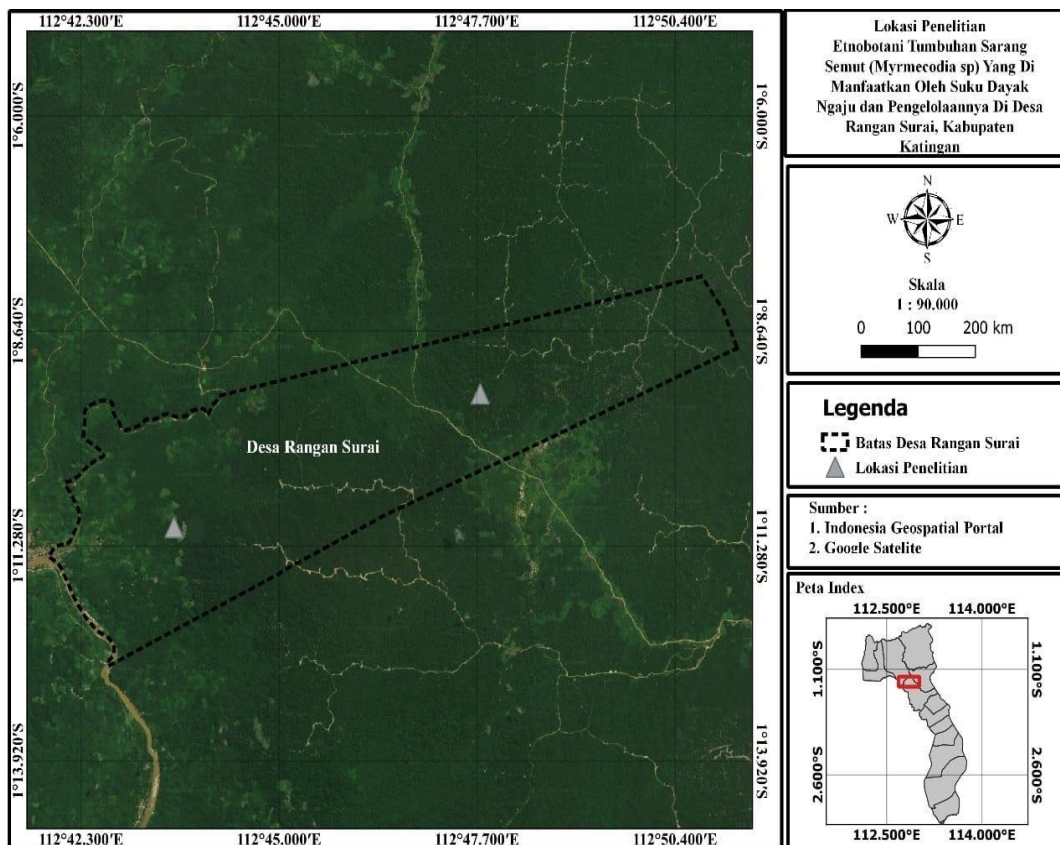 112°42.300'E 112°45.000'E 112°47.700'E 112°50.400'E
1°6.000'S
1°8.640'S
1°11.280'S
1°13.920'S
Desa Rangan Surai
1°6.000'S
1°8.640'S
1°11.280'S
1°13.920'S
112°42.300'E 112°45.000'E 112°47.700'E 112°50.400'E
Lokasi Penelitian
Etnobotani Tumbuhan Sarang
Semut (Myrmecodia sp) Yang Di
Manfaatkan Oleh Suku Dayak
Ngaju dan Pengelolaannya Di Desa
Rangan Surai, Kabupaten
Katingan
N
W E
S
Skala
1 : 90.000
0 100 200 km
Legenda
Batas Desa Rangan Surai
Lokasi Penelitian
Sumber :
1. Indonesia Geospatial Portal
2. Google Satelite
Peta Index
112.500°E 114.000°E
1.100°S 1.100°S
2.600°S 2.600°S
112.500°E 114.000°E